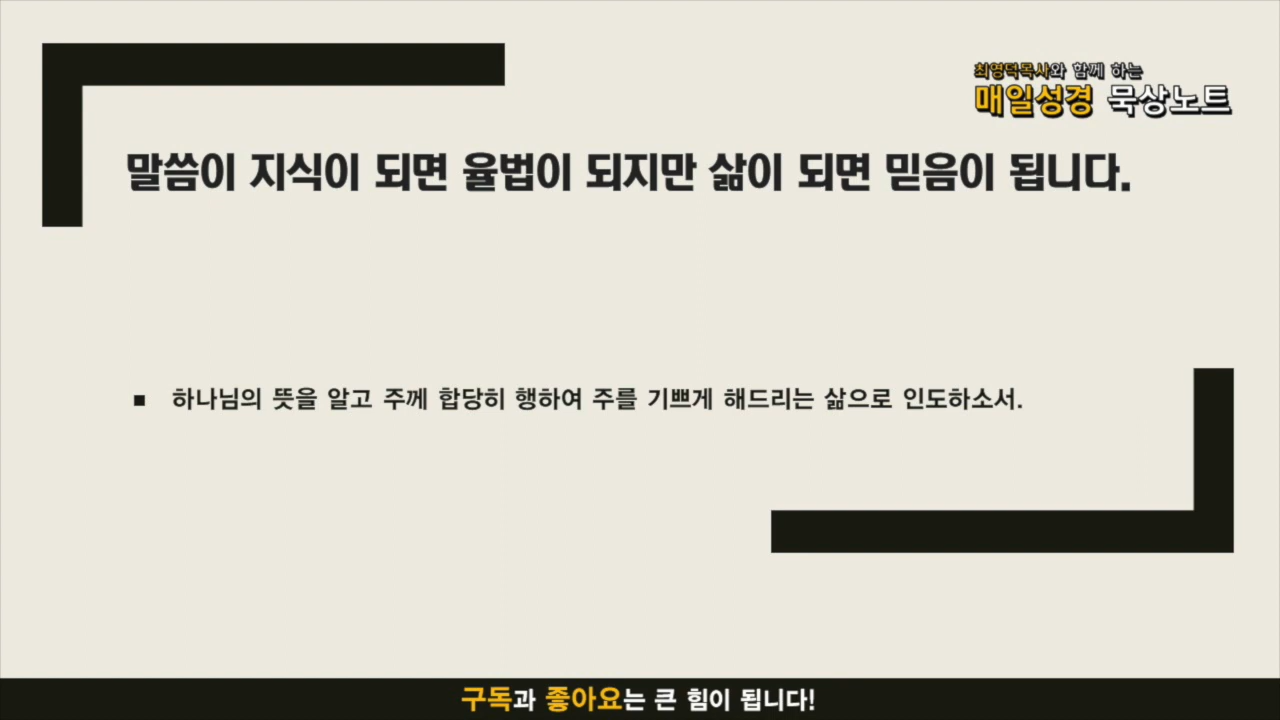 최영덕목사와 함께 하는
매일성경 묵상노트
말씀이 지식이 되면 율법이 되지만 삶이 되면 믿음이 됩니다.
■ 하나님의 뜻을 알고 주께 합당히 행하여 주를 기쁘게 해드리는 삶으로 인도하소서.
구독과 좋아요는 큰 힘이 됩니다!